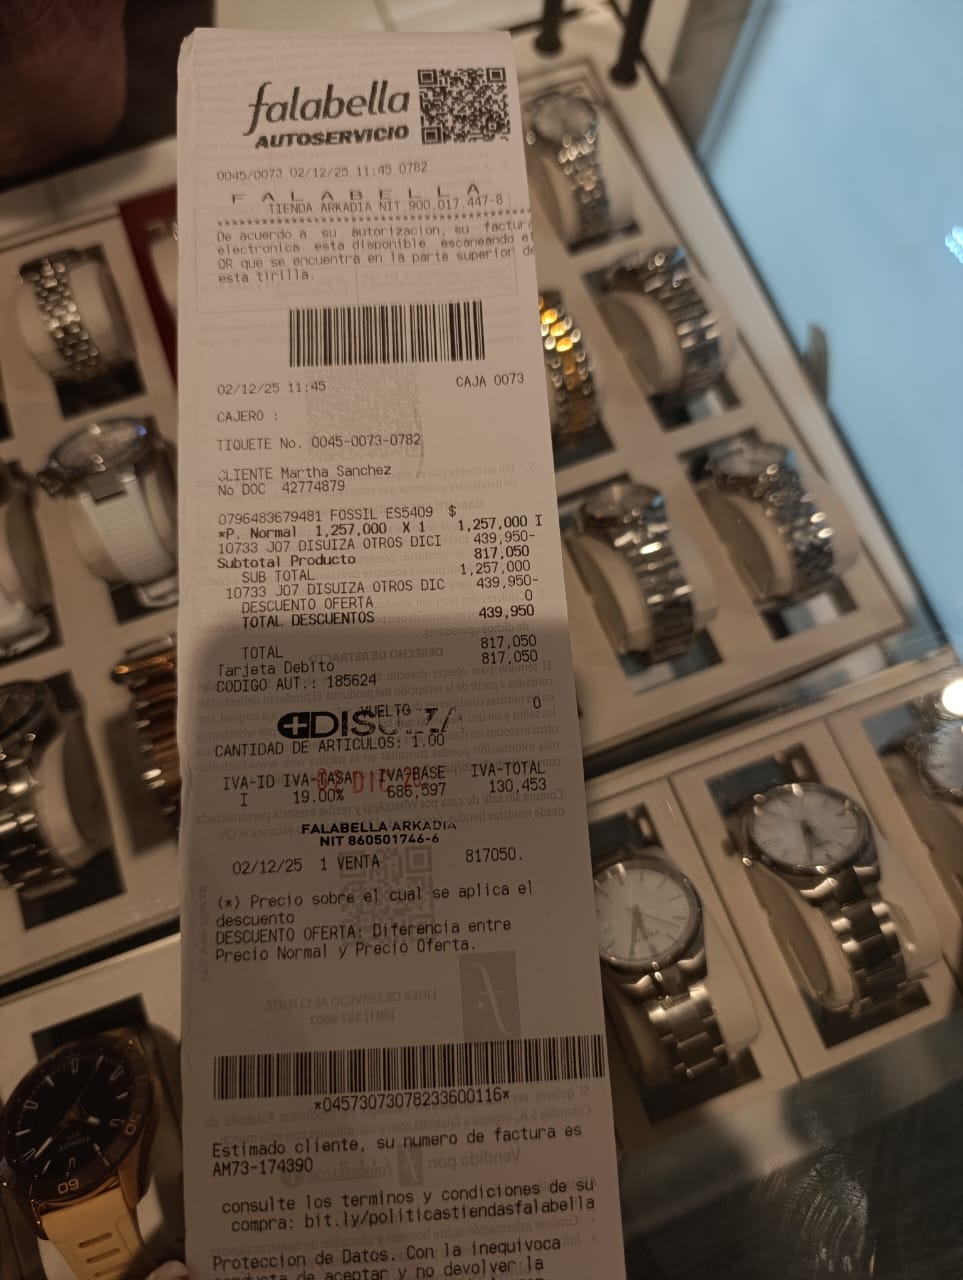 falabella
AUTOSERVICIO
0045/0073 02/12/25 11:45 0782
F A L A B E L L A
TIENDA ARKADIA NIT 900.017.447-8
De acuerdo a su autorizacion, su factura
electronica esta disponible escaneando el
QR que se encuentra en la parte superior de
esta tirilla.
02/12/25 11:45 CAJA 0073
CAJERO :
TIQUETE No. 0045-0073-0782
CLIENTE Martha Sanchez
No DOC 42774879
0796483679481 FOSSIL ES5409 $
*P. Normal 1,257,000 X 1 1,257,000 I
10733 J07 DISUIZA OTROS DICI 439,950-
Subtotal Producto 817,050
SUB TOTAL 1,257,000
10733 J07 DISUIZA OTROS DIC 439,950-
DESCUENTO OFERTA 0
TOTAL DESCUENTOS 439,950
TOTAL 817,050
Tarjeta Debito 817,050
CODIGO AUT.: 185624
VUELTO 0
CANTIDAD DE ARTICULOS: 1,00
IVA-ID IVA-TASA IVA-BASE IVA-TOTAL
I 19.00% 686,597 130,453
FALABELLA ARKADIA
NIT 860501746-6
02/12/25 1 VENTA 817050.
(*) Precio sobre el cual se aplica el
descuento
DESCUENTO OFERTA: Diferencia entre
Precio Normal y Precio Oferta.
*04573073078233600116*
Estimado cliente, su numero de factura es
AM73-174390
consulte los terminos y condiciones de su
compra: bit.ly/politicastiendasfalabella
Proteccion de Datos. Con la inequivoca
conducta de aceptar y no devolver la